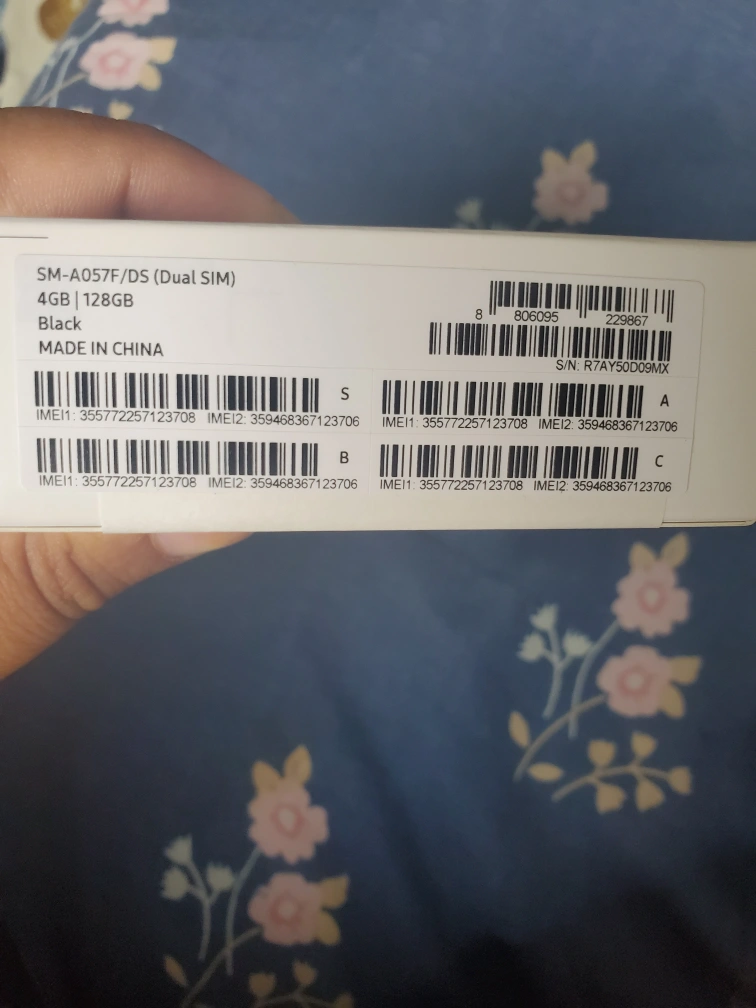 SM-A057F/DS (Dual SIM)
4GB | 128GB
Black
MADE IN CHINA
8 806095 229867
S/N: R7AY50D09MX
S
IMEI1: 355772257123708 IMEI2: 359468367123706
A
IMEI1: 355772257123708 IMEI2: 359468367123706
B
IMEI1: 355772257123708 IMEI2: 359468367123706
C
IMEI1: 355772257123708 IMEI2: 359468367123706